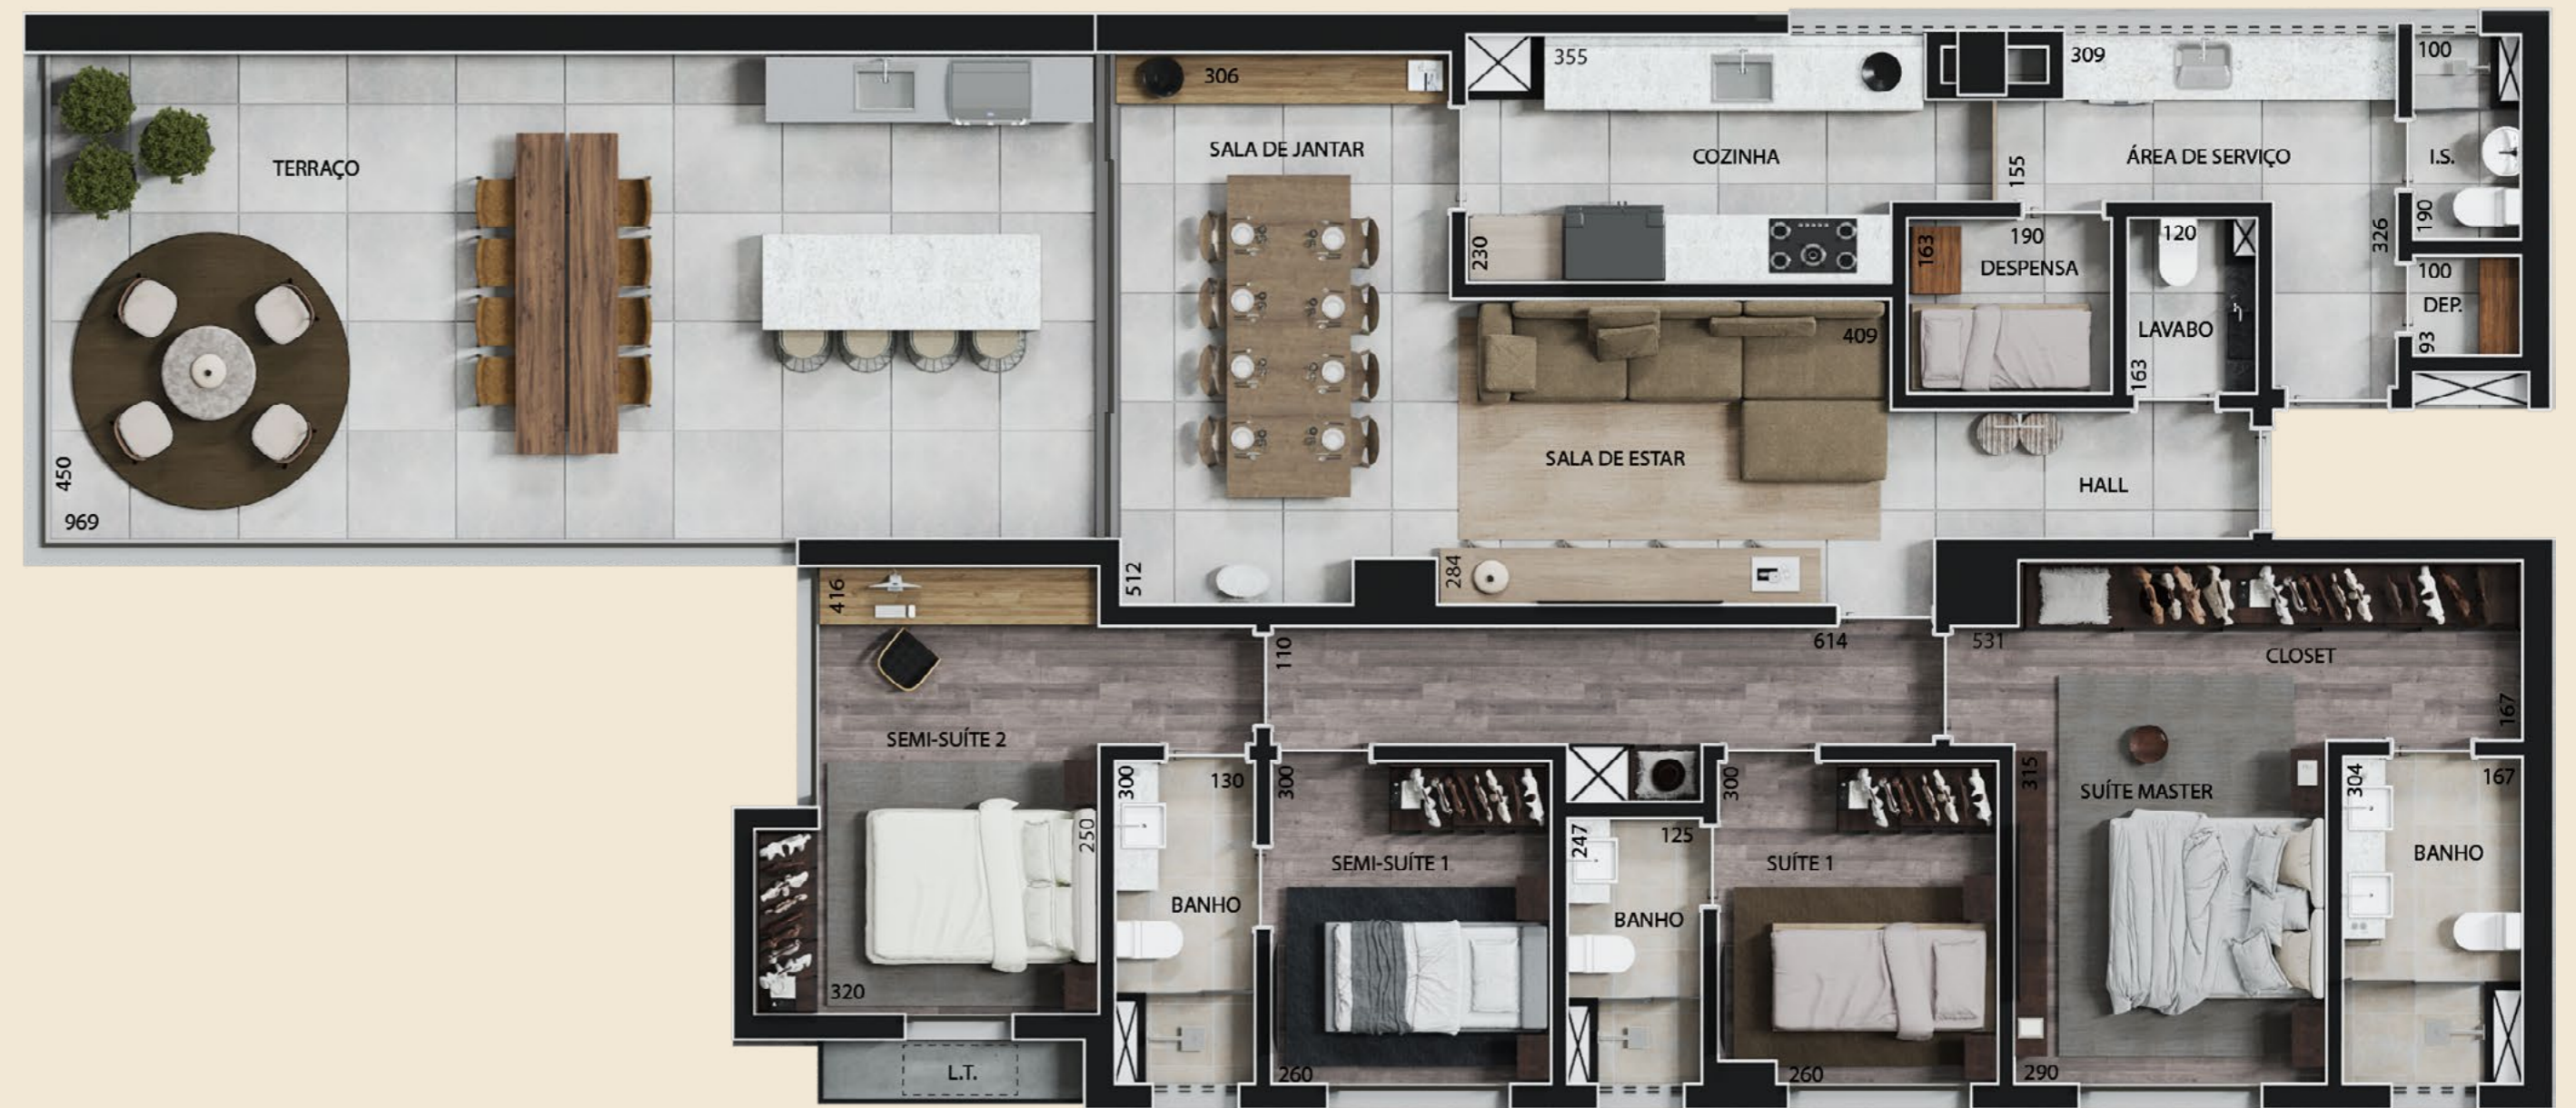 306
355
309
100
TERRAÇO
SALA DE JANTAR
COZINHA
155
ÁREA DE SERVIÇO
I.S.
190
326
230
163
190
DESPENSA
120
LAVABO
163
100
DEP.
93
409
SALA DE ESTAR
HALL
450
969
512
284
416
110
614
531
CLOSET
167
SEMI-SUÍTE 2
250
320
300
130
BANHO
300
SEMI-SUÍTE 1
260
247
125
BANHO
300
SUÍTE 1
260
315
SUÍTE MASTER
290
304
167
BANHO
L.T.